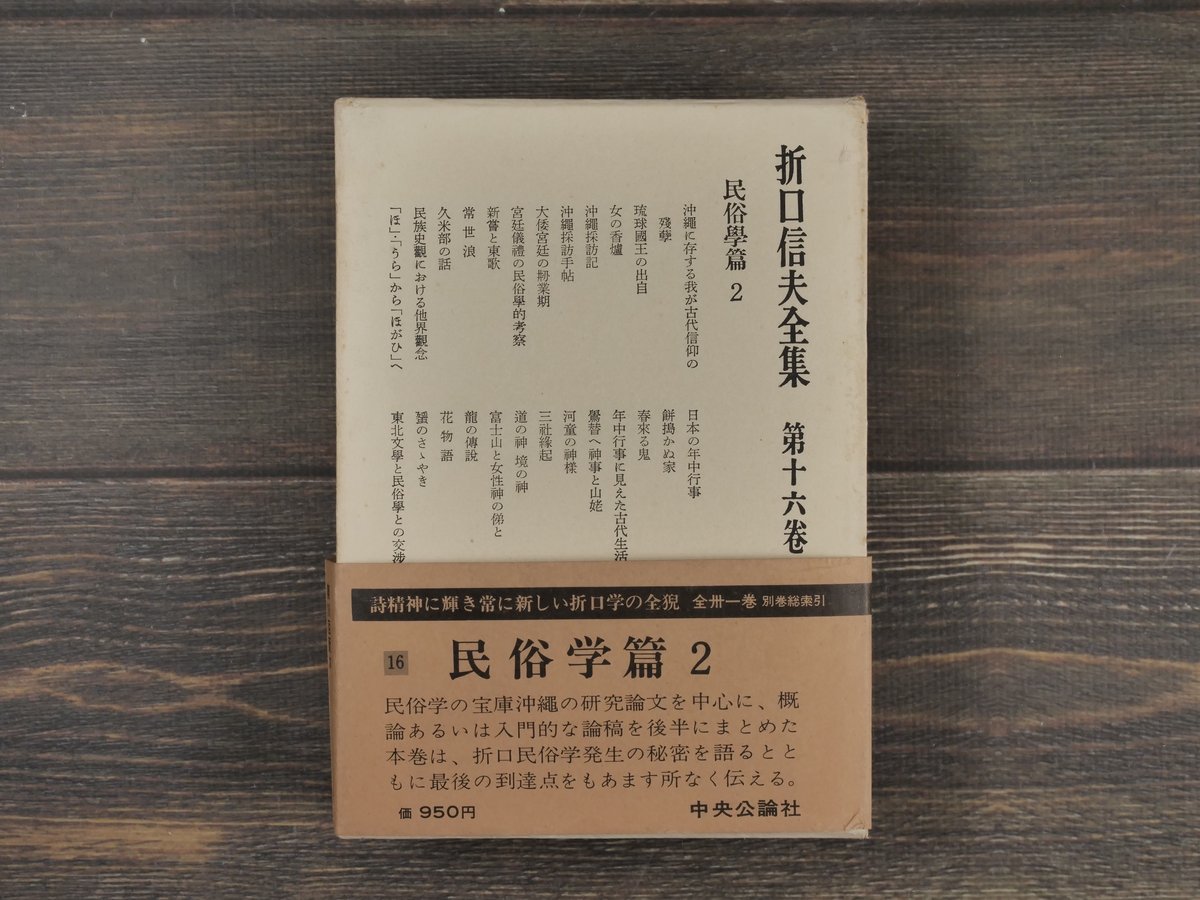 折口信夫全集 第十六卷
民俗學篇 2
沖繩に存する我が古代信仰の
殘孽
琉球國王の出自
女の香爐
沖繩採訪記
沖繩採訪手帖
大倭宮廷の剏業期
宮廷儀禮の民俗學的考察
新嘗と東歌
常世浪
久米部の話
民族史觀における他界觀念
「ほ」・「うら」から「ほがひ」へ
日本の年中行事
餠搗かぬ家
春來る鬼
年中行事に見えた古代生活
鷽替へ神事と山姥
河童の神樣
三社緣起
道の神 境の神
富士山と女性神の俤と
龍の傳說
花物語
螢のさゝやき
東北文學と民俗學との交涉
詩精神に輝き常に新しい折口学の全猊 全卅一巻 別巻総索引
16 民俗学篇 2
民俗学の宝庫沖繩の研究論文を中心に、概
論あるいは入門的な論稿を後半にまとめた
本巻は、折口民俗学発生の秘密を語るとと
もに最後の到達点をもあます所なく伝える。
価 950円 中央公論社